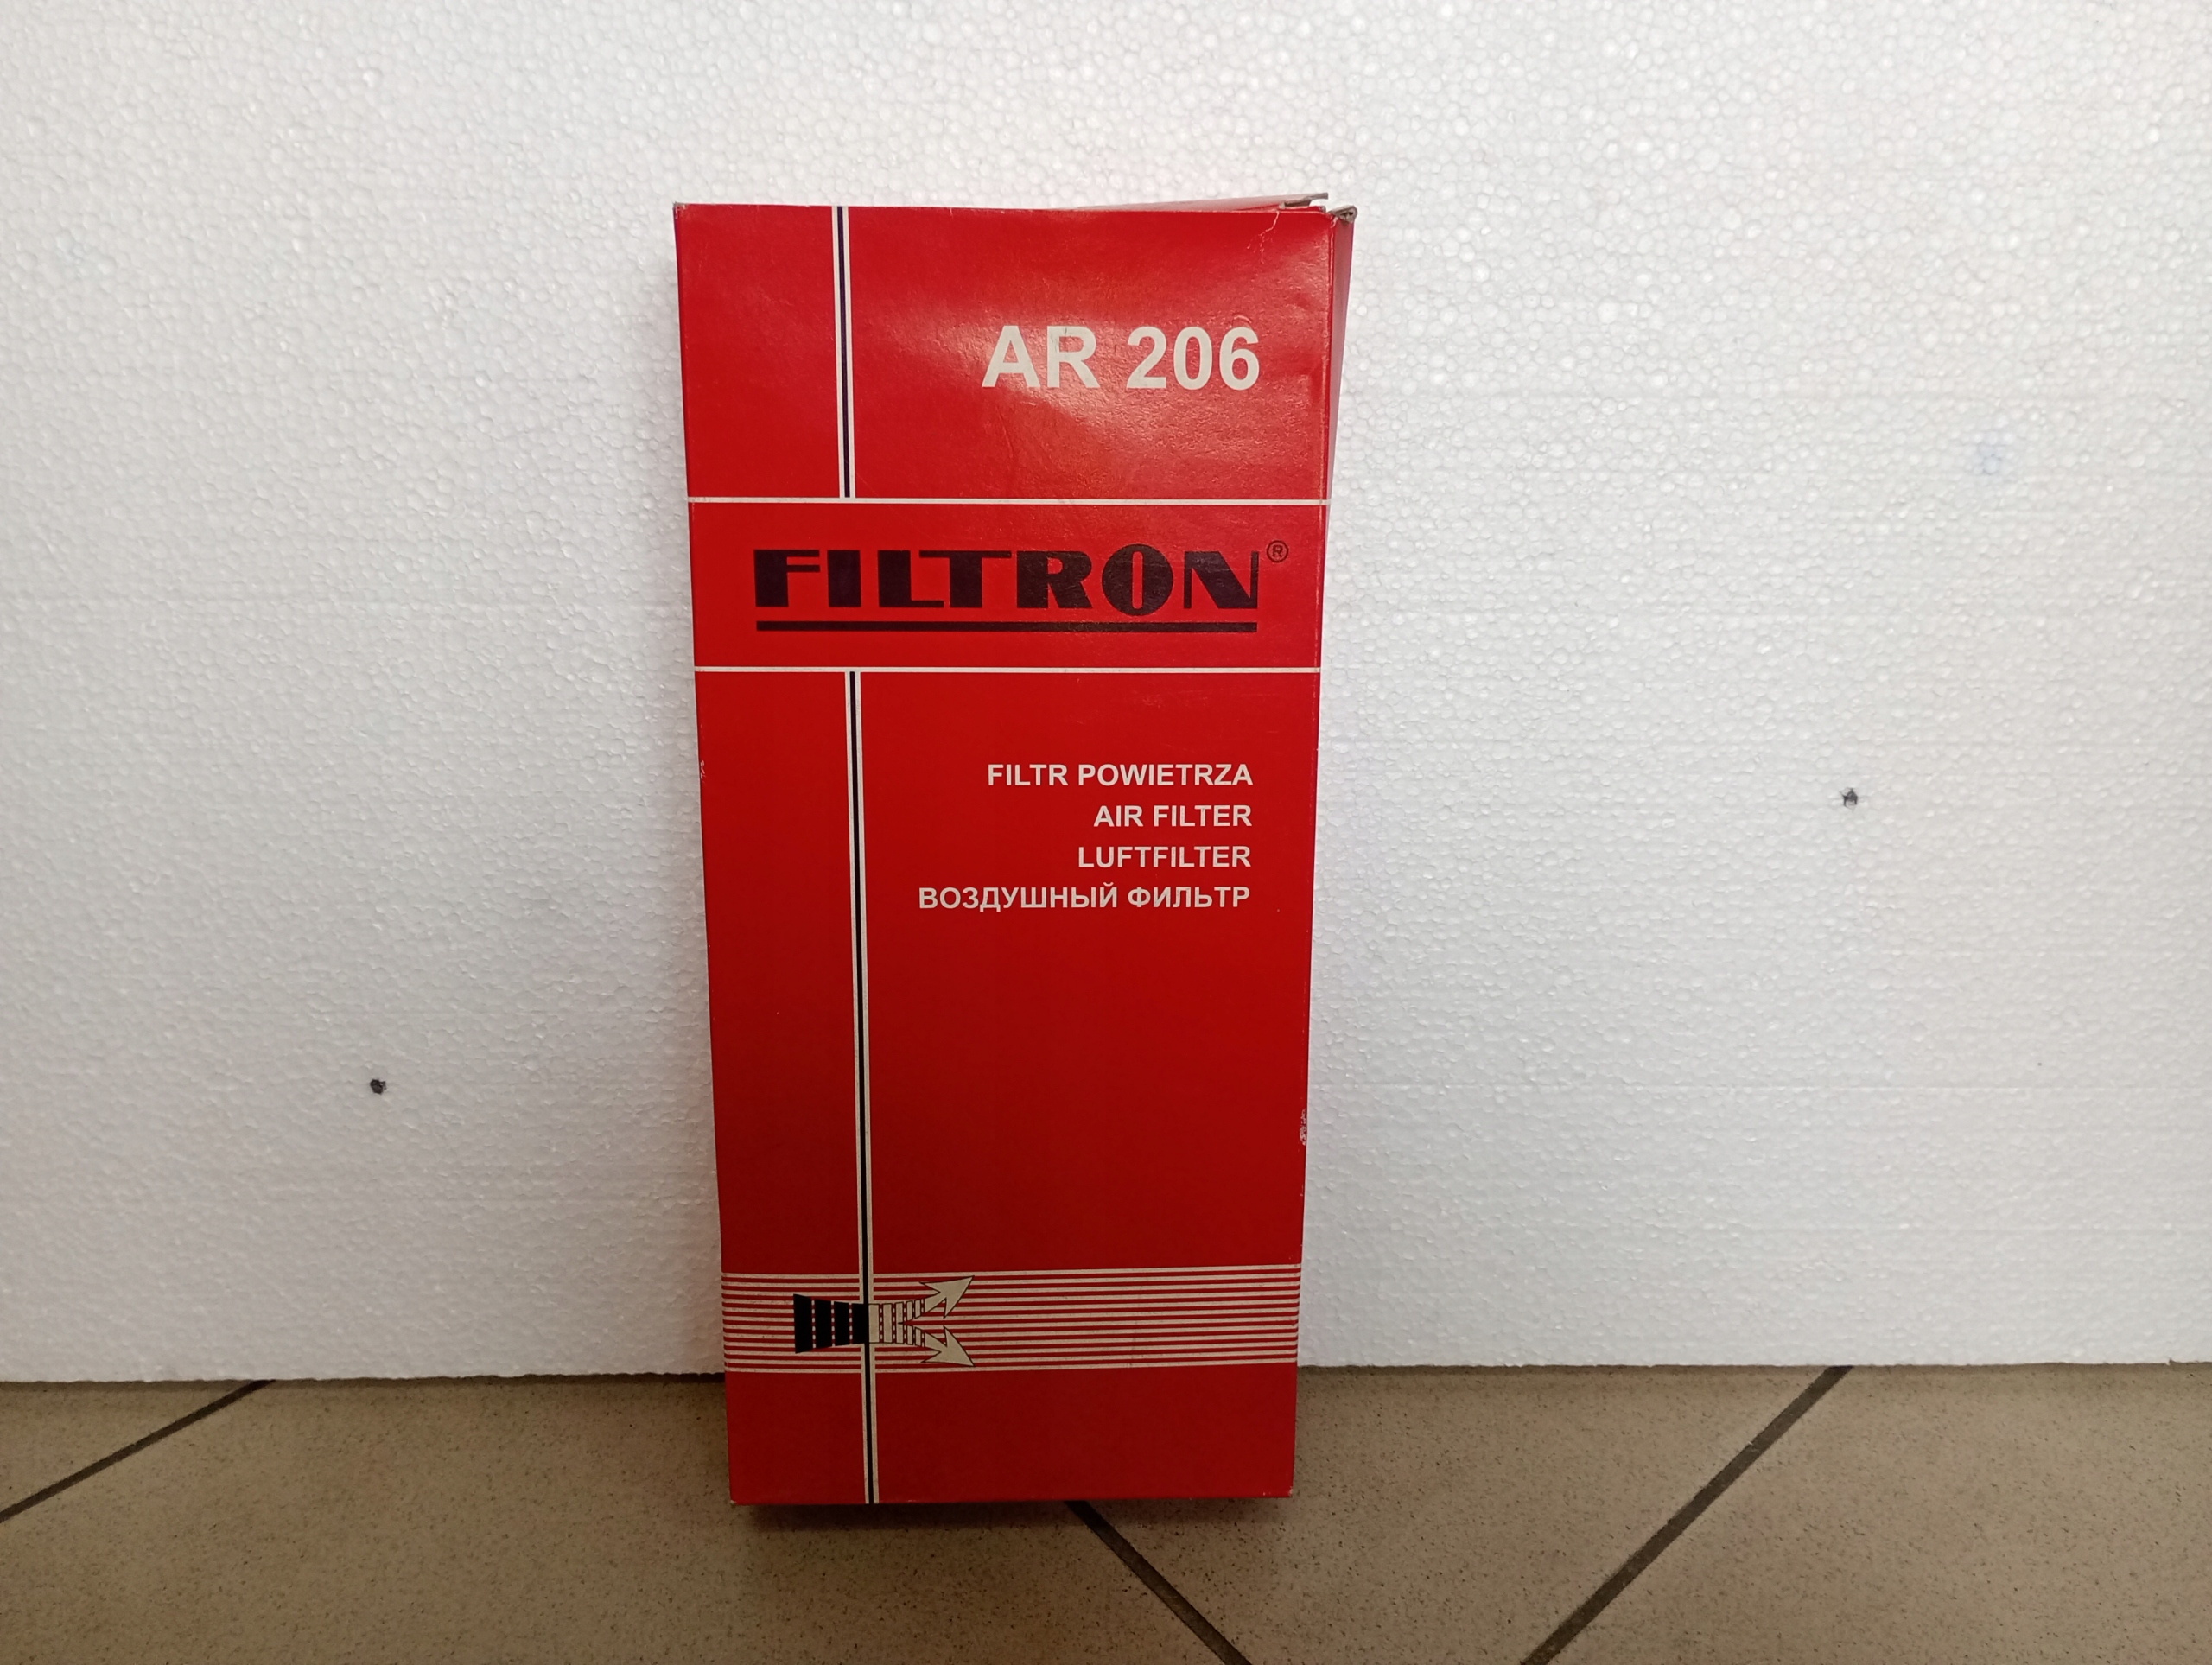 AR 206
FILTRON®
FILTR POWIETRZA
AIR FILTER
LUFTFILTER
ВОЗДУШНЫЙ ФИЛЬТР